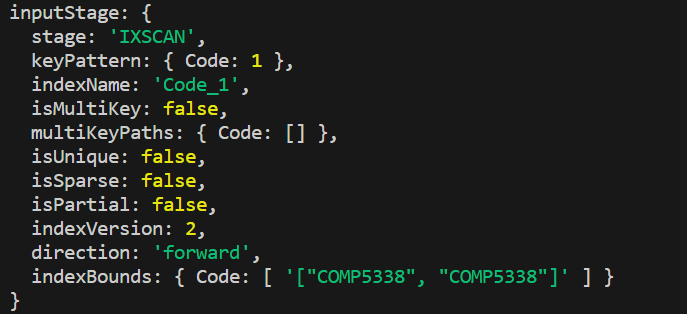 inputStage: {
stage: 'IXSCAN',
keyPattern: { Code: 1 },
indexName: 'Code_1',
isMultiKey: false,
multiKeyPaths: { Code: [] },
isUnique: false,
isSparse: false,
isPartial: false,
indexVersion: 2,
direction: 'forward',
indexBounds: { Code: [ '["COMP5338", "COMP5338"]' ] }
}